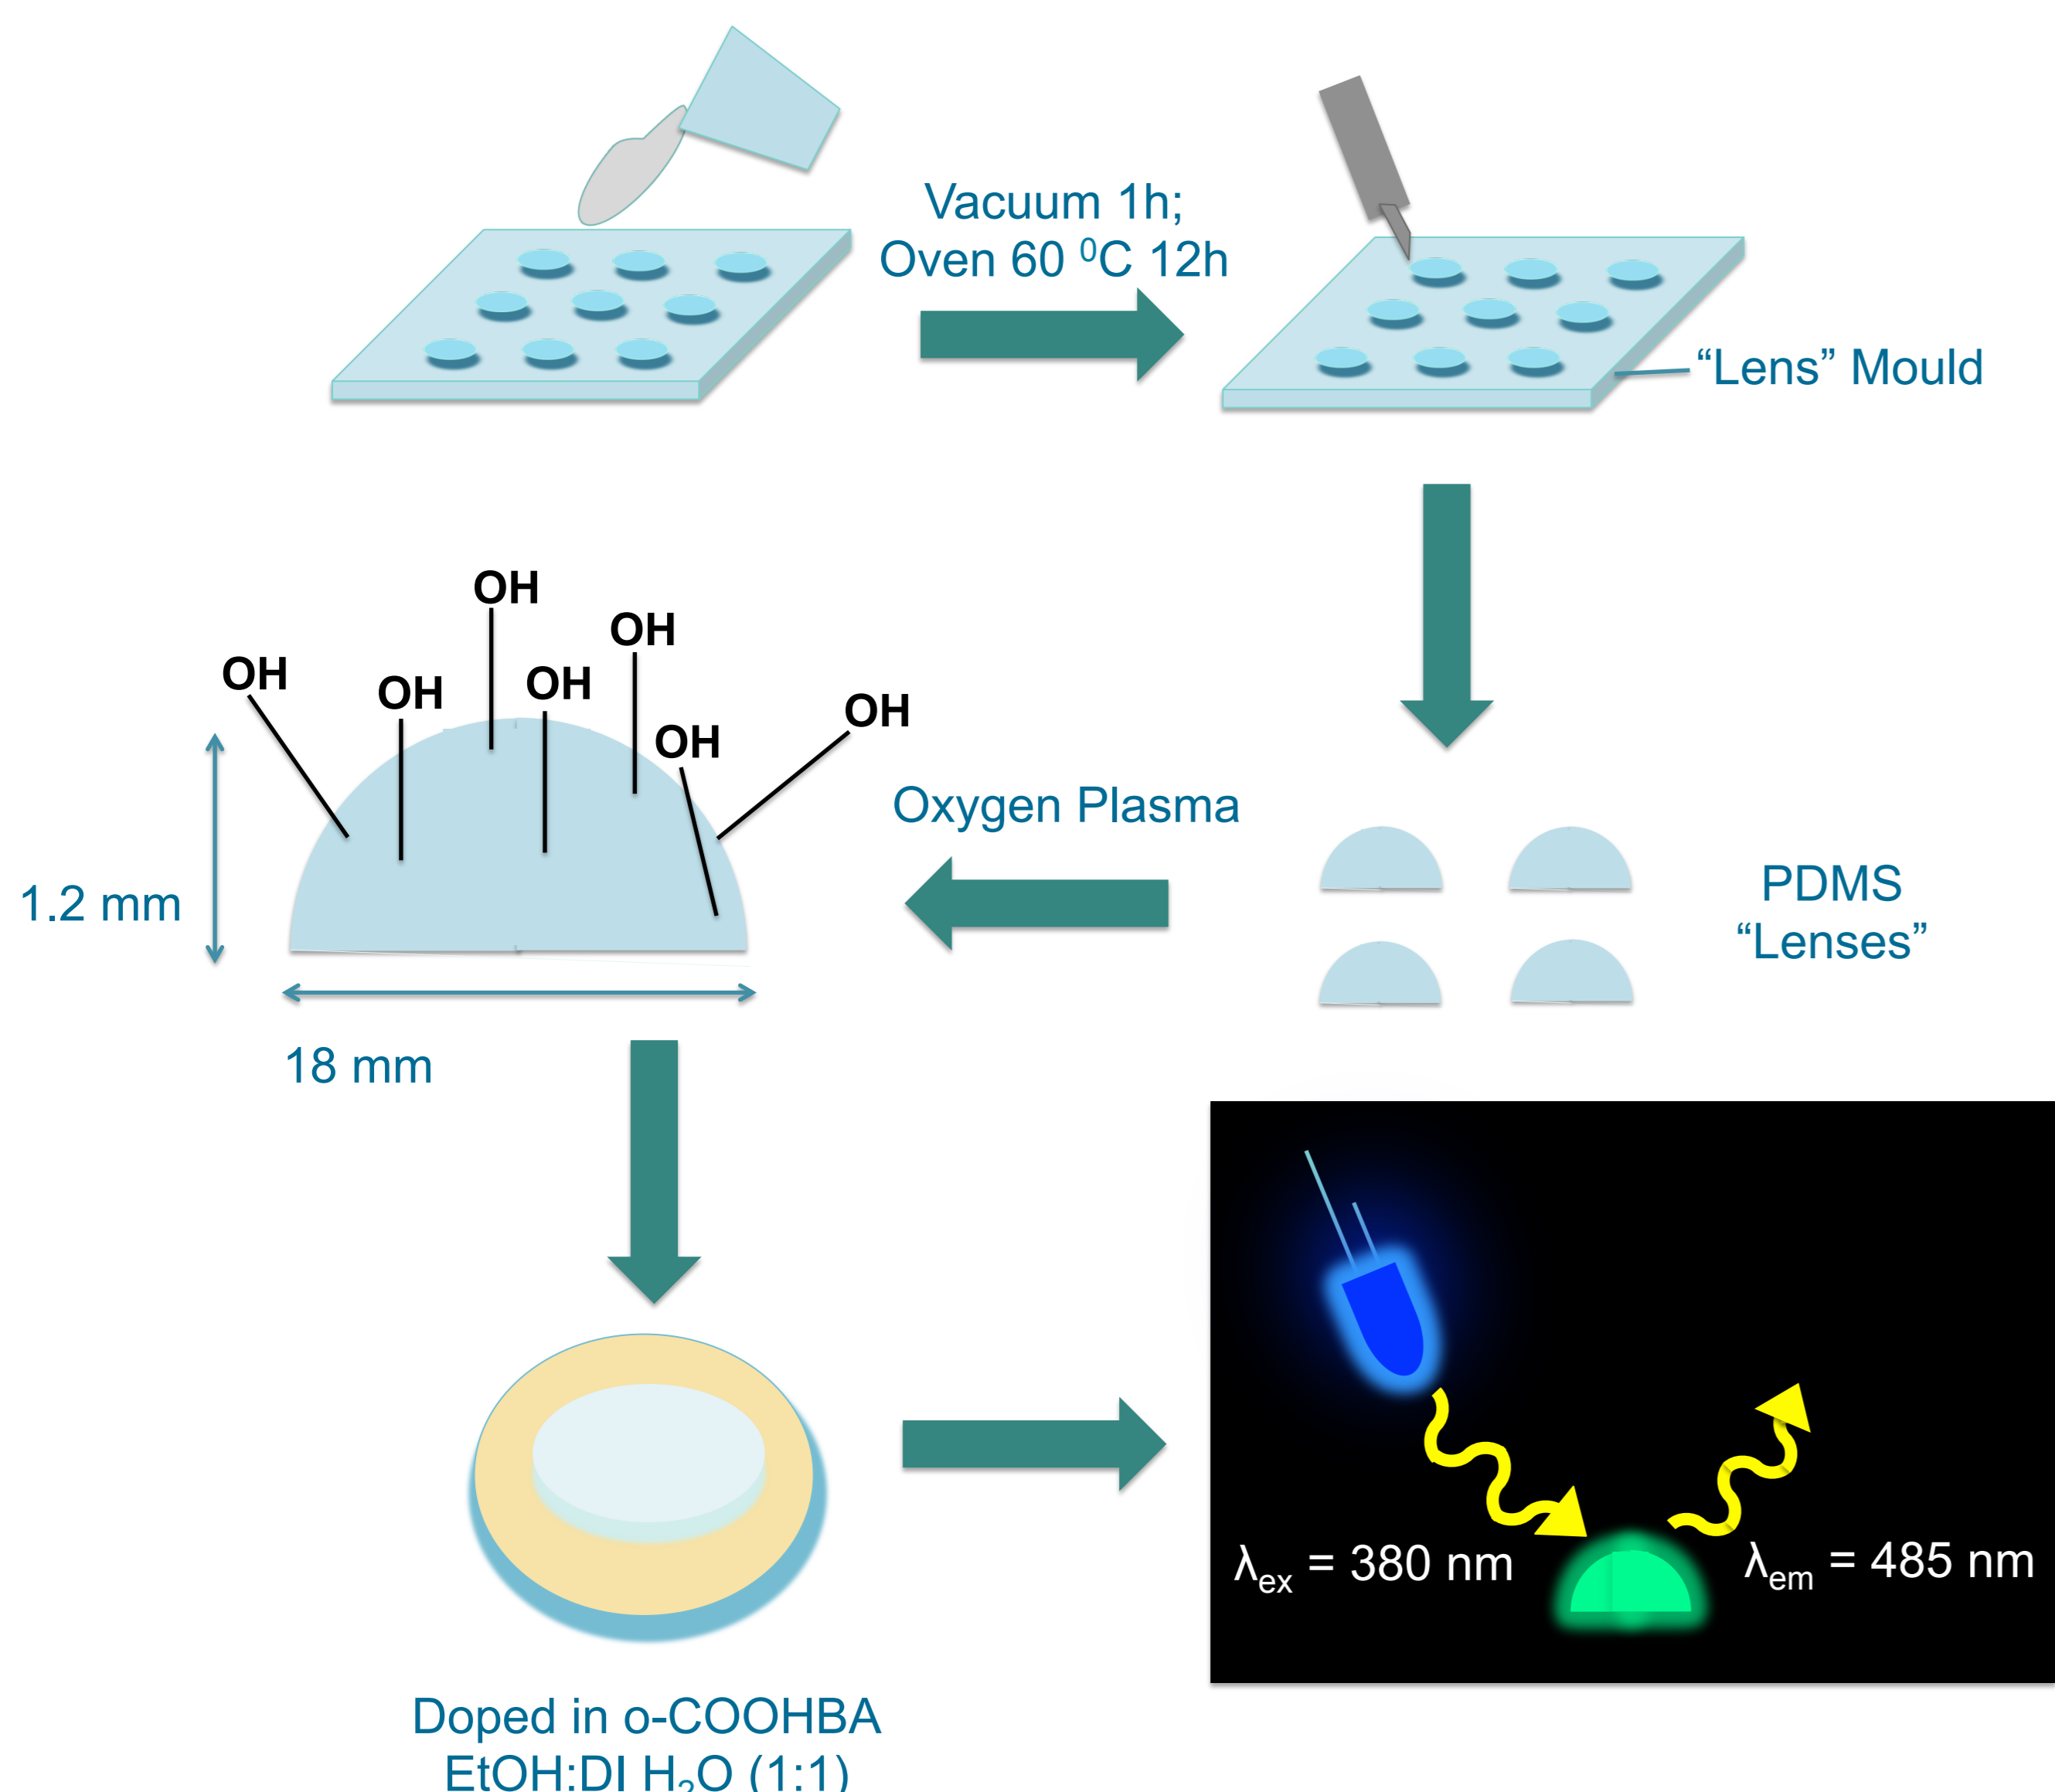 Vacuum 1h;
Oven 60 ⁰C 12h
“Lens” Mould
OH
OH
OH
OH
OH
OH
OH
Oxygen Plasma
1.2 mm
18 mm
PDMS
“Lenses”
λex = 380 nm
λem = 485 nm
Doped in o-COOHBA
EtOH:DI H₂O (1:1)